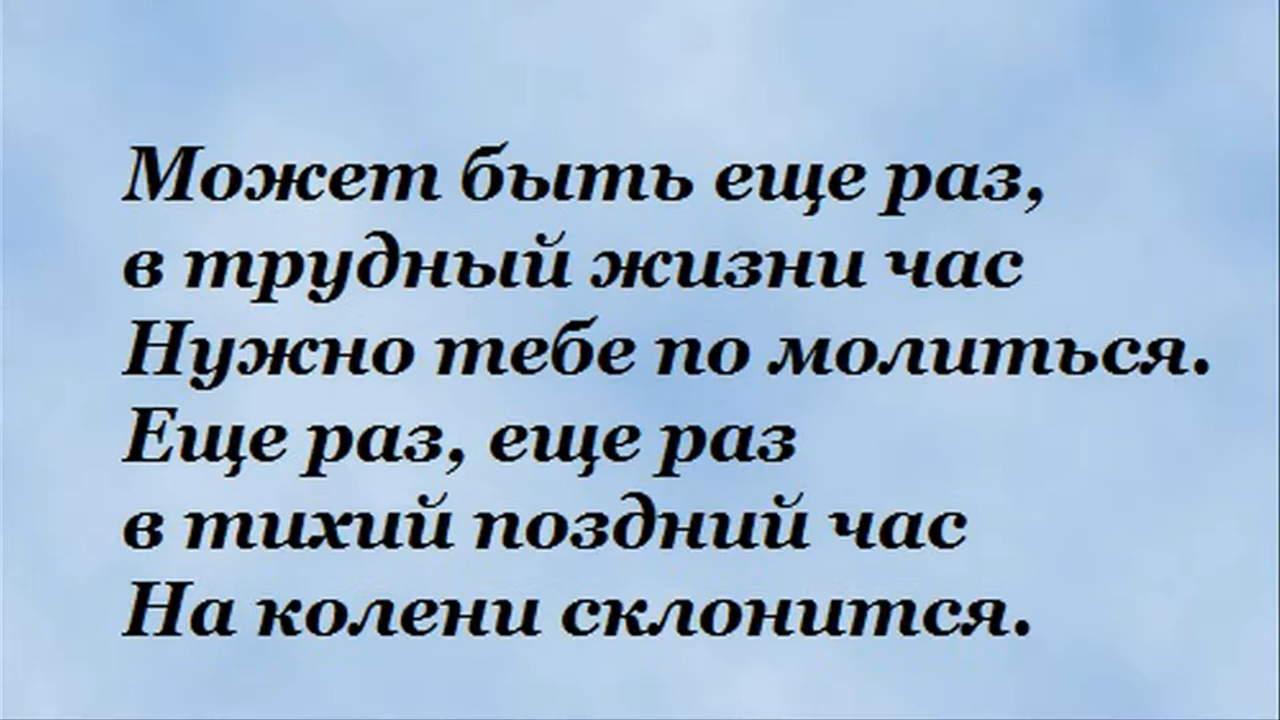 Может быть еще раз,
в трудный жизни час
Нужно тебе по молиться.
Еще раз, еще раз
в тихий поздний час
На колени склонится.